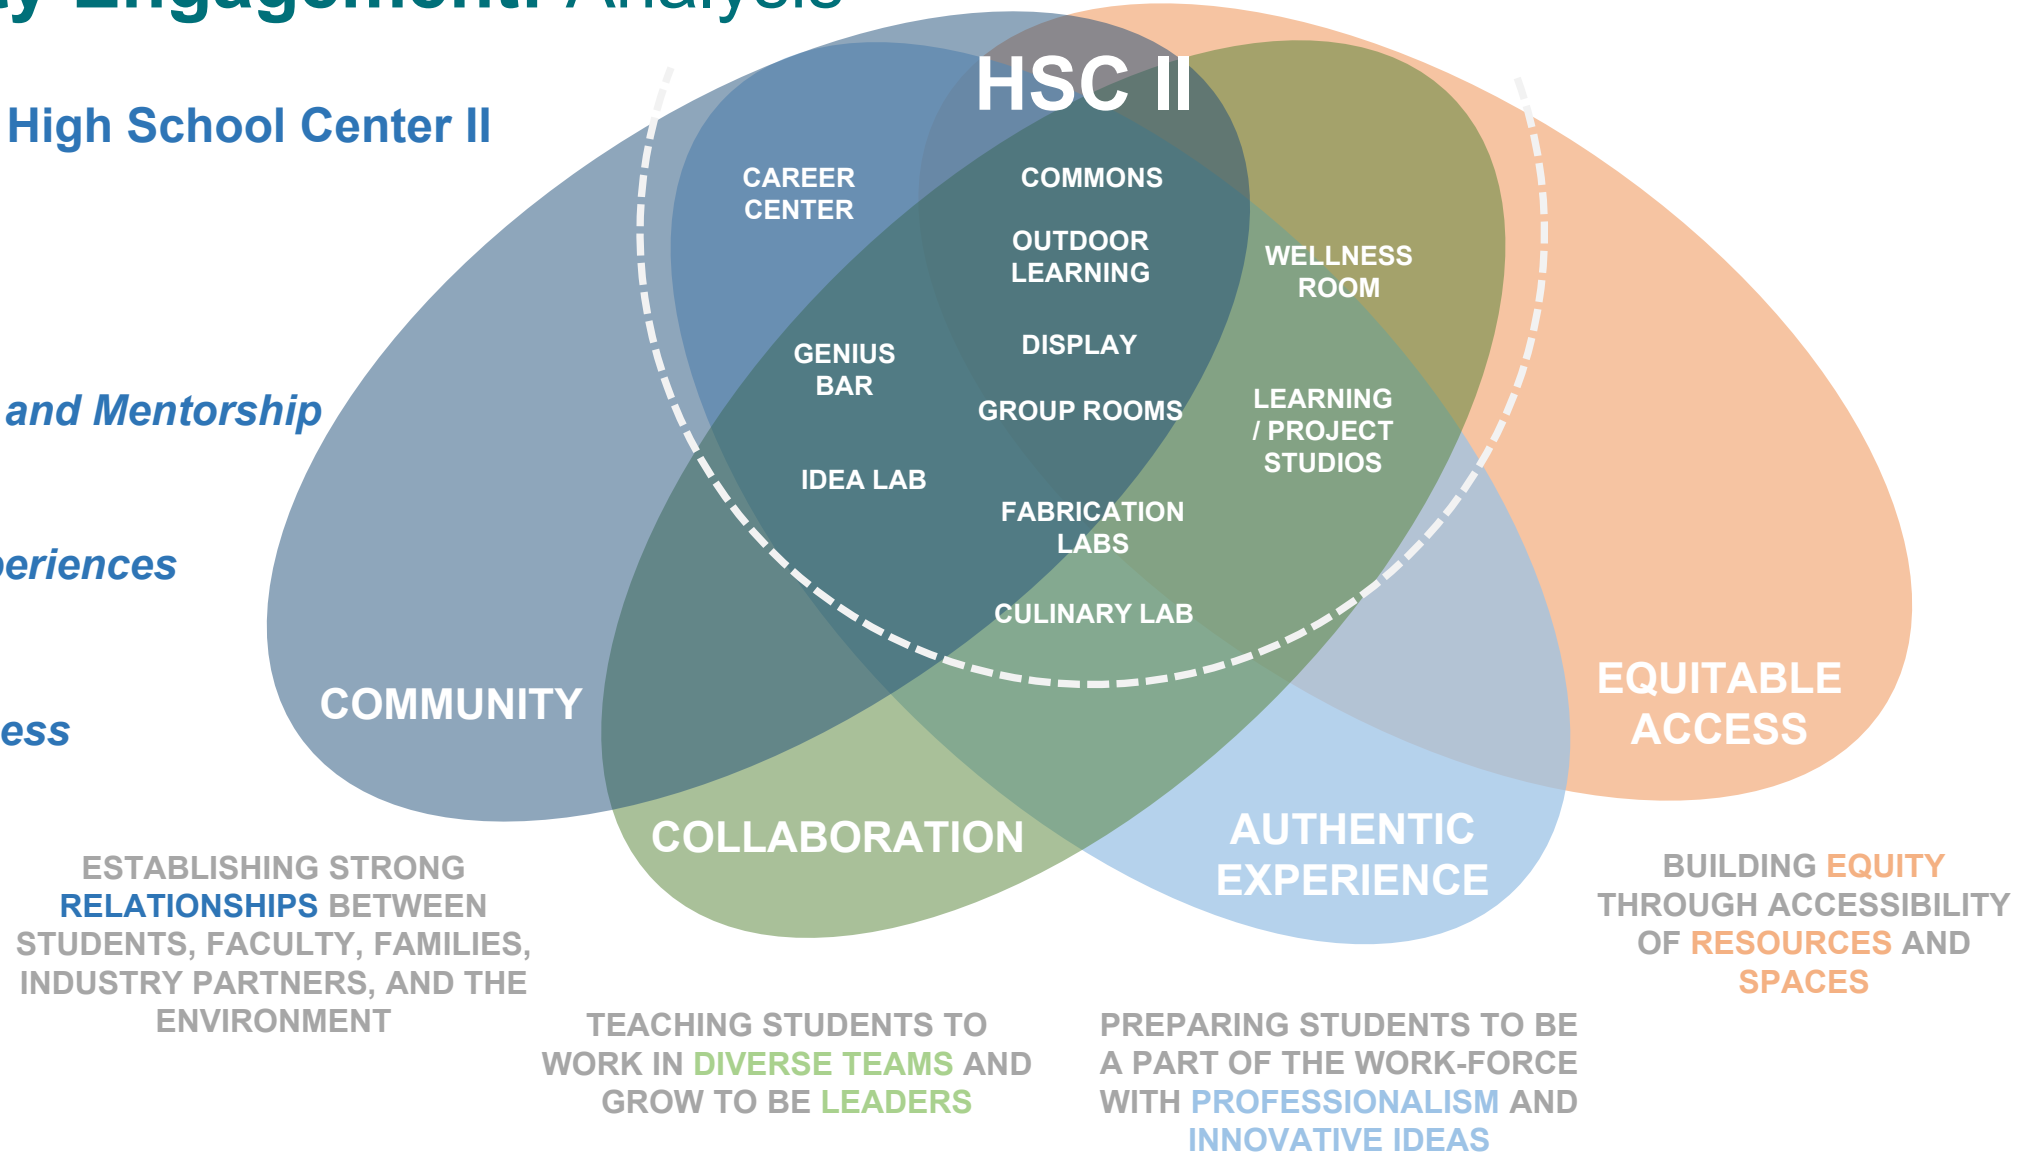 Engagement: Analysis
High School Center II
and Mentorship
HSC II
CAREER
CENTER
COMMONS
OUTDOOR
LEARNING
WELLNESS
ROOM
GENIUS
BAR
DISPLAY
GROUP ROOMS
LEARNING
/ PROJECT
STUDIOS
IDEA LAB
FABRICATION
LABS
CULINARY LAB
COMMUNITY
COLLABORATION
AUTHENTIC
EXPERIENCE
EQUITABLE
ACCESS
ESTABLISHING STRONG
RELATIONSHIPS BETWEEN
STUDENTS, FACULTY, FAMILIES,
INDUSTRY PARTNERS, AND THE
ENVIRONMENT
TEACHING STUDENTS TO
WORK IN DIVERSE TEAMS AND
GROW TO BE LEADERS
PREPARING STUDENTS TO BE
A PART OF THE WORK-FORCE
WITH PROFESSIONALISM AND
INNOVATIVE IDEAS
BUILDING EQUITY
THROUGH ACCESSIBILITY
OF RESOURCES AND
SPACES